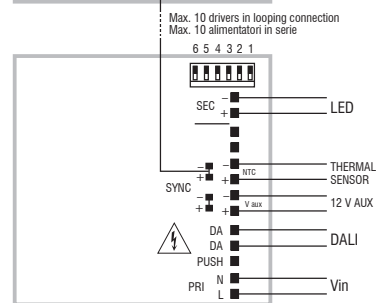 Max. 10 drivers in looping connection
Max. 10 alimentatori in serie
6 5 4 3 2 1
SEC
−
+
LED
SYNC
−
+
−
NTC
+
THERMAL
SENSOR
−
+
−
V aux
+
12 V AUX
DA
DA
DALI
PUSH
PRI
N
L
Vin